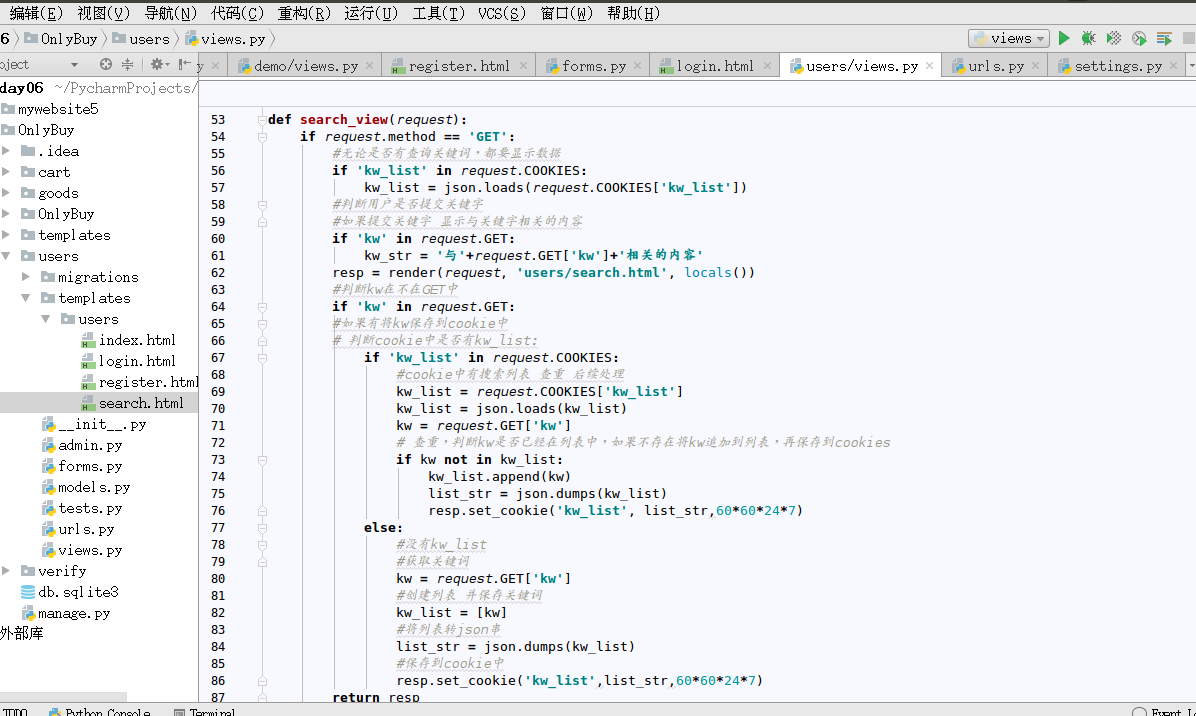 编辑(E) 视图(V) 导航(N) 代码(C) 重构(R) 运行(U) 工具(T) VCS(S) 窗口(W) 帮助(H)
6 OnlyBuy users views.py views
oject y demo/views.py register.html forms.py login.html users/views.py urls.py settings.py
day06 ~/PycharmProjects/
mywebsite5
OnlyBuy
.idea
cart
goods
OnlyBuy
templates
users
migrations
templates
users
index.html
login.html
register.html
search.html
__init__.py
admin.py
forms.py
models.py
tests.py
urls.py
views.py
verify
db.sqlite3
manage.py
外部库
53 def search_view(request):
54 if request.method == 'GET':
55 #无论是否有查询关键词，都要显示数据
56 if 'kw_list' in request.COOKIES:
57 kw_list = json.loads(request.COOKIES['kw_list'])
58 #判断用户是否提交关键字
59 #如果提交关键字 显示与关键字相关的内容
60 if 'kw' in request.GET:
61 kw_str = '与'+request.GET['kw']+'相关的内容'
62 resp = render(request, 'users/search.html', locals())
63 #判断kw在不在GET中
64 if 'kw' in request.GET:
65 #如果有将kw保存到cookie中
66 # 判断cookie中是否有kw_list:
67 if 'kw_list' in request.COOKIES:
68 #cookie中有搜索列表 查重 后续处理
69 kw_list = request.COOKIES['kw_list']
70 kw_list = json.loads(kw_list)
71 kw = request.GET['kw']
72 # 查重，判断kw是否已经在列表中，如果不存在将kw追加到列表，再保存到cookies
73 if kw not in kw_list:
74 kw_list.append(kw)
75 list_str = json.dumps(kw_list)
76 resp.set_cookie('kw_list', list_str,60*60*24*7)
77 else:
78 #没有kw_list
79 #获取关键词
80 kw = request.GET['kw']
81 #创建列表 并保存关键词
82 kw_list = [kw]
83 #将列表转json串
84 list_str = json.dumps(kw_list)
85 #保存到cookie中
86 resp.set_cookie('kw_list',list_str,60*60*24*7)
87 return resp
TODO Python Console Terminal Event Lo